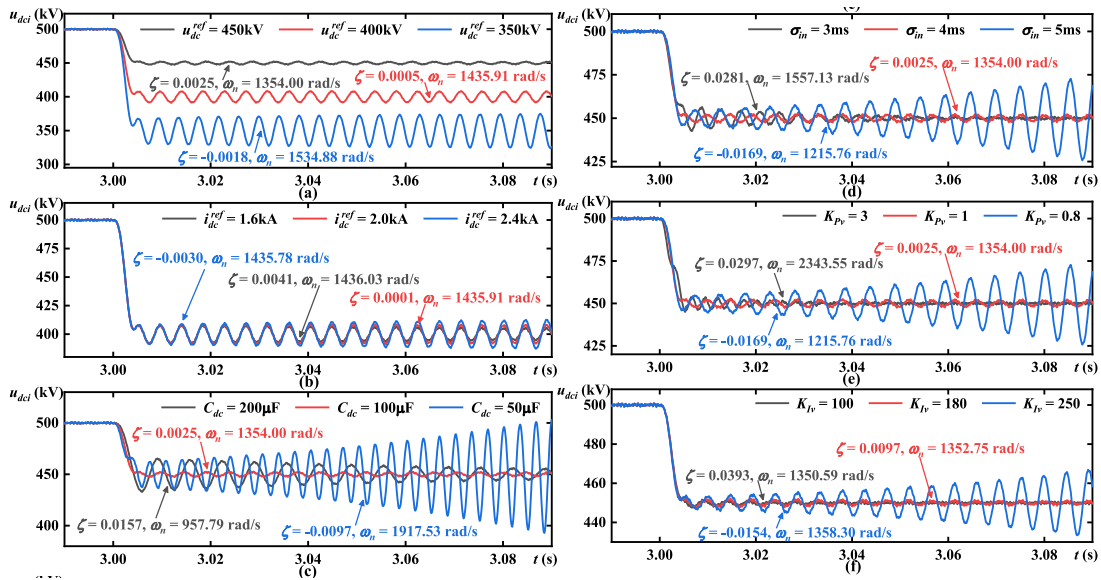 u_dci (kV)
u_dc^ref = 450kV u_dc^ref = 400kV u_dc^ref = 350kV
500
450
400
350
300
ζ = 0.0005, ω_n = 1435.91 rad/s
ζ = 0.0025, ω_n = 1354.00 rad/s
ζ = -0.0018, ω_n = 1534.88 rad/s
3.00 3.02 3.04 3.06 3.08 t (s)
(a)
u_dci (kV)
i_dc^ref = 1.6kA i_dc^ref = 2.0kA i_dc^ref = 2.4kA
500
475
450
425
400
ζ = -0.0030, ω_n = 1435.78 rad/s
ζ = 0.0041, ω_n = 1436.03 rad/s
ζ = 0.0001, ω_n = 1435.91 rad/s
3.00 3.02 3.04 3.06 3.08 t (s)
(b)
u_dci (kV)
C_dc = 200μF C_dc = 100μF C_dc = 50μF
500
450
380
ζ = 0.0025, ω_n = 1354.00 rad/s
ζ = 0.0157, ω_n = 957.79 rad/s
ζ = -0.0097, ω_n = 1917.53 rad/s
3.00 3.02 3.04 3.06 3.08 t (s)
(c)
u_dci (kV)
σ_in = 3ms σ_in = 4ms σ_in = 5ms
500
475
450
425
ζ = 0.0025, ω_n = 1354.00 rad/s
ζ = 0.0281, ω_n = 1557.13 rad/s
ζ = -0.0169, ω_n = 1215.76 rad/s
3.00 3.02 3.04 3.06 3.08 t (s)
(d)
u_dci (kV)
K_Pv = 3 K_Pv = 1 K_Pv = 0.8
500
475
450
425
ζ = 0.0025, ω_n = 1354.00 rad/s
ζ = 0.0297, ω_n = 2343.55 rad/s
ζ = -0.0169, ω_n = 1215.76 rad/s
3.00 3.02 3.04 3.06 3.08 t (s)
(e)
u_dci (kV)
K_Iv = 100 K_Iv = 180 K_Iv = 250
500
480
460
440
ζ = 0.0097, ω_n = 1352.75 rad/s
ζ = 0.0393, ω_n = 1350.59 rad/s
ζ = -0.0154, ω_n = 1358.30 rad/s
3.00 3.02 3.04 3.06 3.08 t (s)
(f)